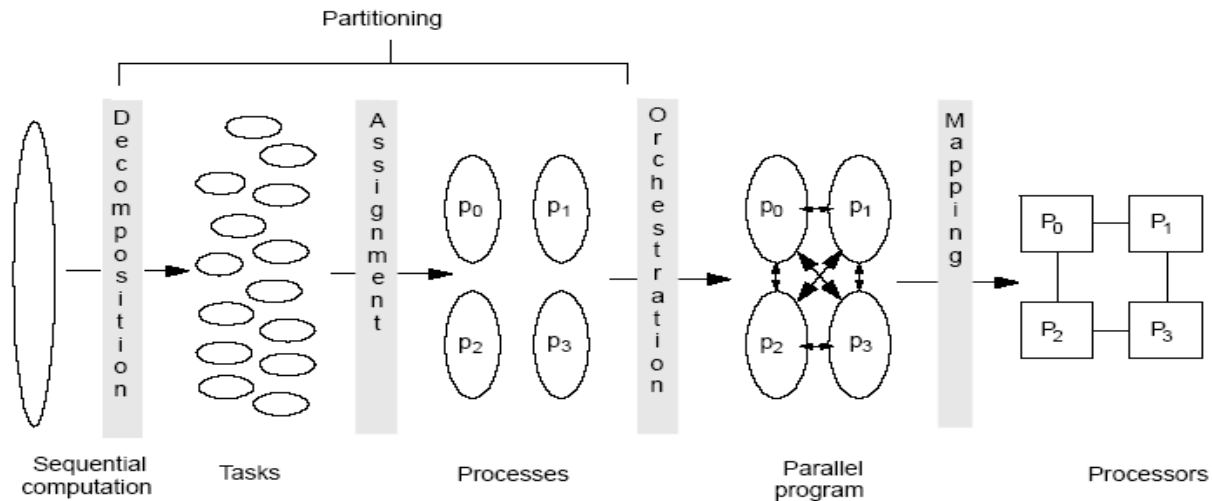 Partitioning
Decomposition
Assignment
Orchestration
Mapping
p0 p1
p2 p3
p0 p1
p2 p3
P0 P1
P2 P3
Sequential
computation
Tasks
Processes
Parallel
program
Processors